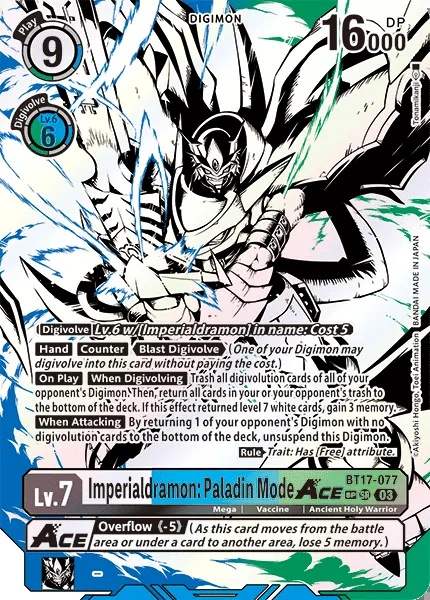 DIGIMON
Play
9
DP
16000
Digivolve
Lv.6
6
Tonamikanji
©Akiyoshi Hongo, Toei Animation BANDAI MADE IN JAPAN
Digivolve Lv.6 w/[Imperialdramon] in name: Cost 5
Hand Counter Blast Digivolve (One of your Digimon may
digivolve into this card without paying the cost.)
On Play When Digivolving Trash all digivolution cards of all of your
opponent's Digimon. Then, return all cards in your or your opponent's trash to
the bottom of the deck. If this effect returned level 7 white cards, gain 3 memory.
When Attacking By returning 1 of your opponent's Digimon with no
digivolution cards to the bottom of the deck, unsuspend this Digimon.
Rule Trait: Has [Free] attribute.
Lv.7
Imperialdramon: Paladin Mode ACE
BT17-077
SR 03
Mega Vaccine Ancient Holy Warrior
ACE
Overflow《-5》(As this card moves from the battle
area or under a card to another area, lose 5 memory.)